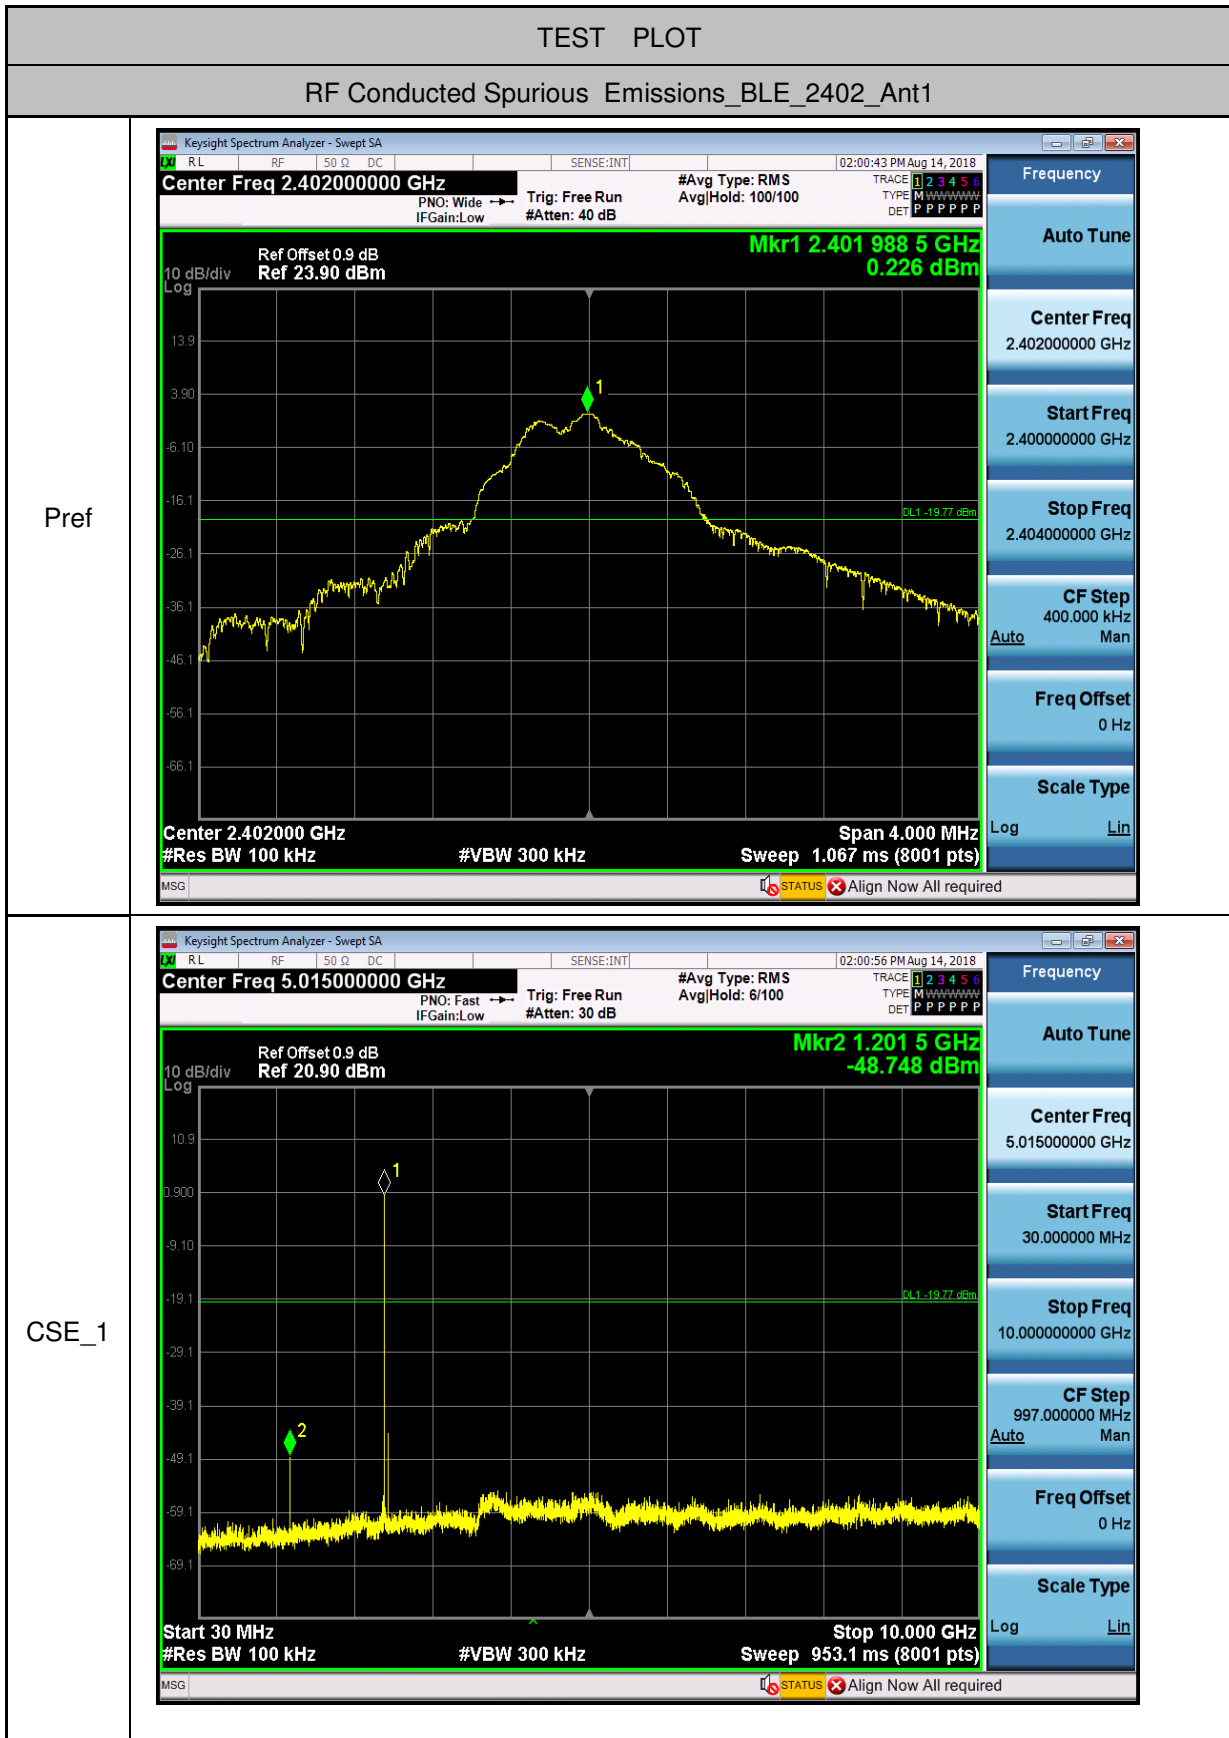 TEST PLOT
RF Conducted Spurious Emissions_BLE_2402_Ant1
Pref
Keysight Spectrum Analyzer - Swept SA
LXI RL RF 50 Ω DC SENSE:INT 02:00:43 PM Aug 14, 2018
Center Freq 2.402000000 GHz
PNO: Wide
IFGain:Low
Trig: Free Run
#Atten: 40 dB
#Avg Type: RMS
Avg|Hold: 100/100
TRACE 1 2 3 4 5 6
TYPE M WWWWW
DET P P P P P P
Frequency
Auto Tune
Center Freq
2.402000000 GHz
Start Freq
2.400000000 GHz
Stop Freq
2.404000000 GHz
CF Step
400.000 kHz
Auto Man
Freq Offset
0 Hz
Scale Type
Log Lin
Mkr1 2.401 988 5 GHz
0.226 dBm
Ref Offset 0.9 dB
10 dB/div Ref 23.90 dBm
Log
13.9
3.90
-6.10
-16.1
-26.1
-36.1
-46.1
-56.1
-66.1
1
DL1 -19.77 dBm
Center 2.402000 GHz Span 4.000 MHz
#Res BW 100 kHz #VBW 300 kHz Sweep 1.067 ms (8001 pts)
MSG STATUS Align Now All required
CSE_1
Keysight Spectrum Analyzer - Swept SA
LXI RL RF 50 Ω DC SENSE:INT 02:00:56 PM Aug 14, 2018
Center Freq 5.015000000 GHz
PNO: Fast
IFGain:Low
Trig: Free Run
#Atten: 30 dB
#Avg Type: RMS
Avg|Hold: 6/100
TRACE 1 2 3 4 5 6
TYPE M WWWWW
DET P P P P P P
Frequency
Auto Tune
Center Freq
5.015000000 GHz
Start Freq
30.000000 MHz
Stop Freq
10.000000000 GHz
CF Step
997.000000 MHz
Auto Man
Freq Offset
0 Hz
Scale Type
Log Lin
Mkr2 1.201 5 GHz
-48.748 dBm
Ref Offset 0.9 dB
10 dB/div Ref 20.90 dBm
Log
10.9
0.900
-9.10
-19.1
-29.1
-39.1
-49.1
-59.1
-69.1
1
2
DL1 -19.77 dBm
Start 30 MHz Stop 10.000 GHz
#Res BW 100 kHz #VBW 300 kHz Sweep 953.1 ms (8001 pts)
MSG STATUS Align Now All required